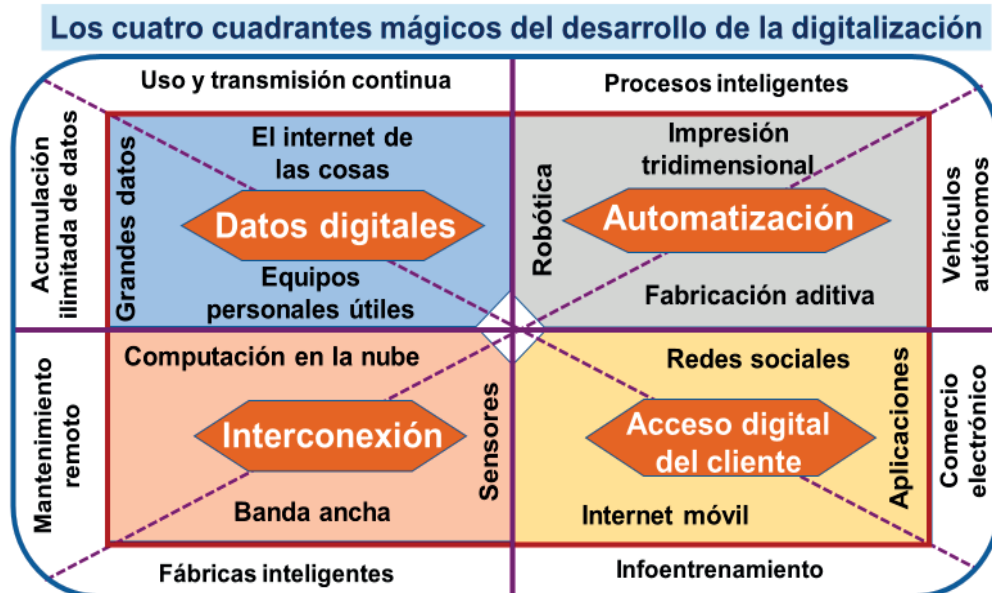 Los cuatro cuadrantes mágicos del desarrollo de la digitalización
Uso y transmisión continua
Procesos inteligentes
Acumulación
ilimitada de datos
Grandes datos
El internet de
las cosas
Datos digitales
Equipos
personales útiles
Robótica
Impresión
tridimensional
Automatización
Fabricación aditiva
Vehículos
autónomos
Mantenimiento
remoto
Computación en la nube
Interconexión
Banda ancha
Sensores
Redes sociales
Acceso digital
del cliente
Internet móvil
Aplicaciones
Comercio
electrónico
Fábricas inteligentes
Infoentrenamiento